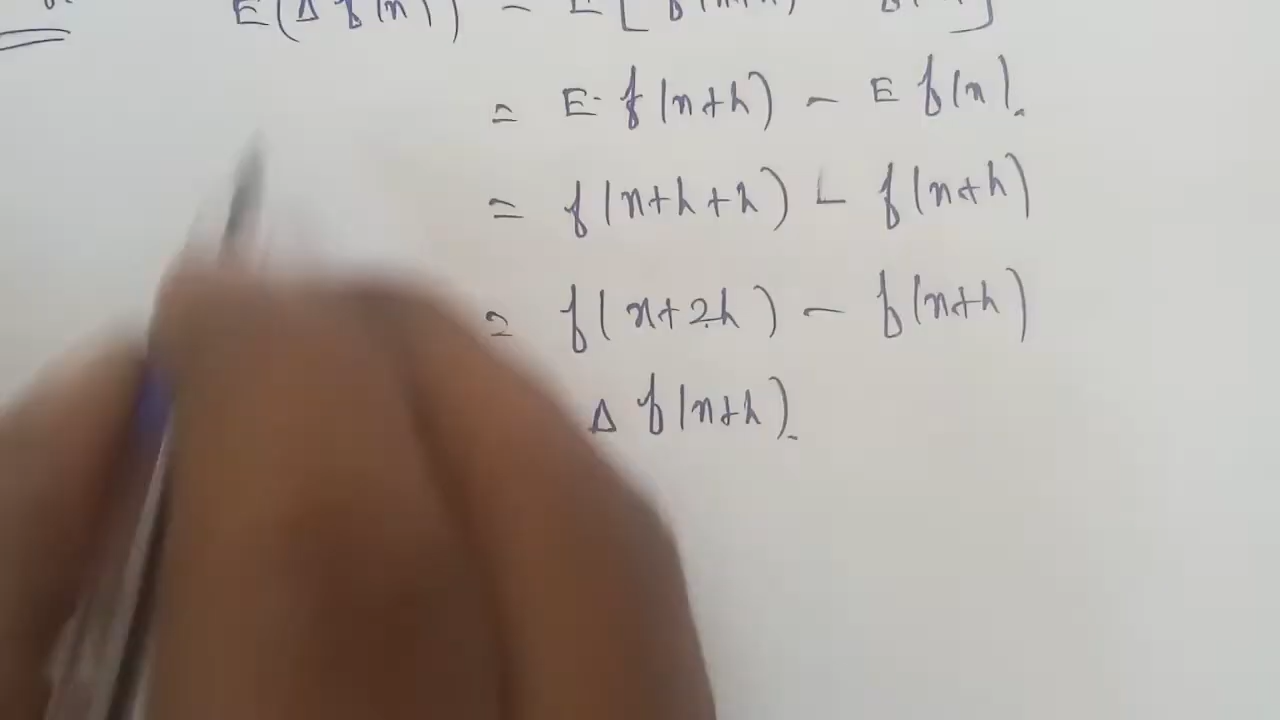 E(Δ f(n)) = E[
= E f(n+h) - E f(n).
= f(n+h+h) - f(n+h)
= f(n+2h) - f(n+h)
Δ f(n+h).